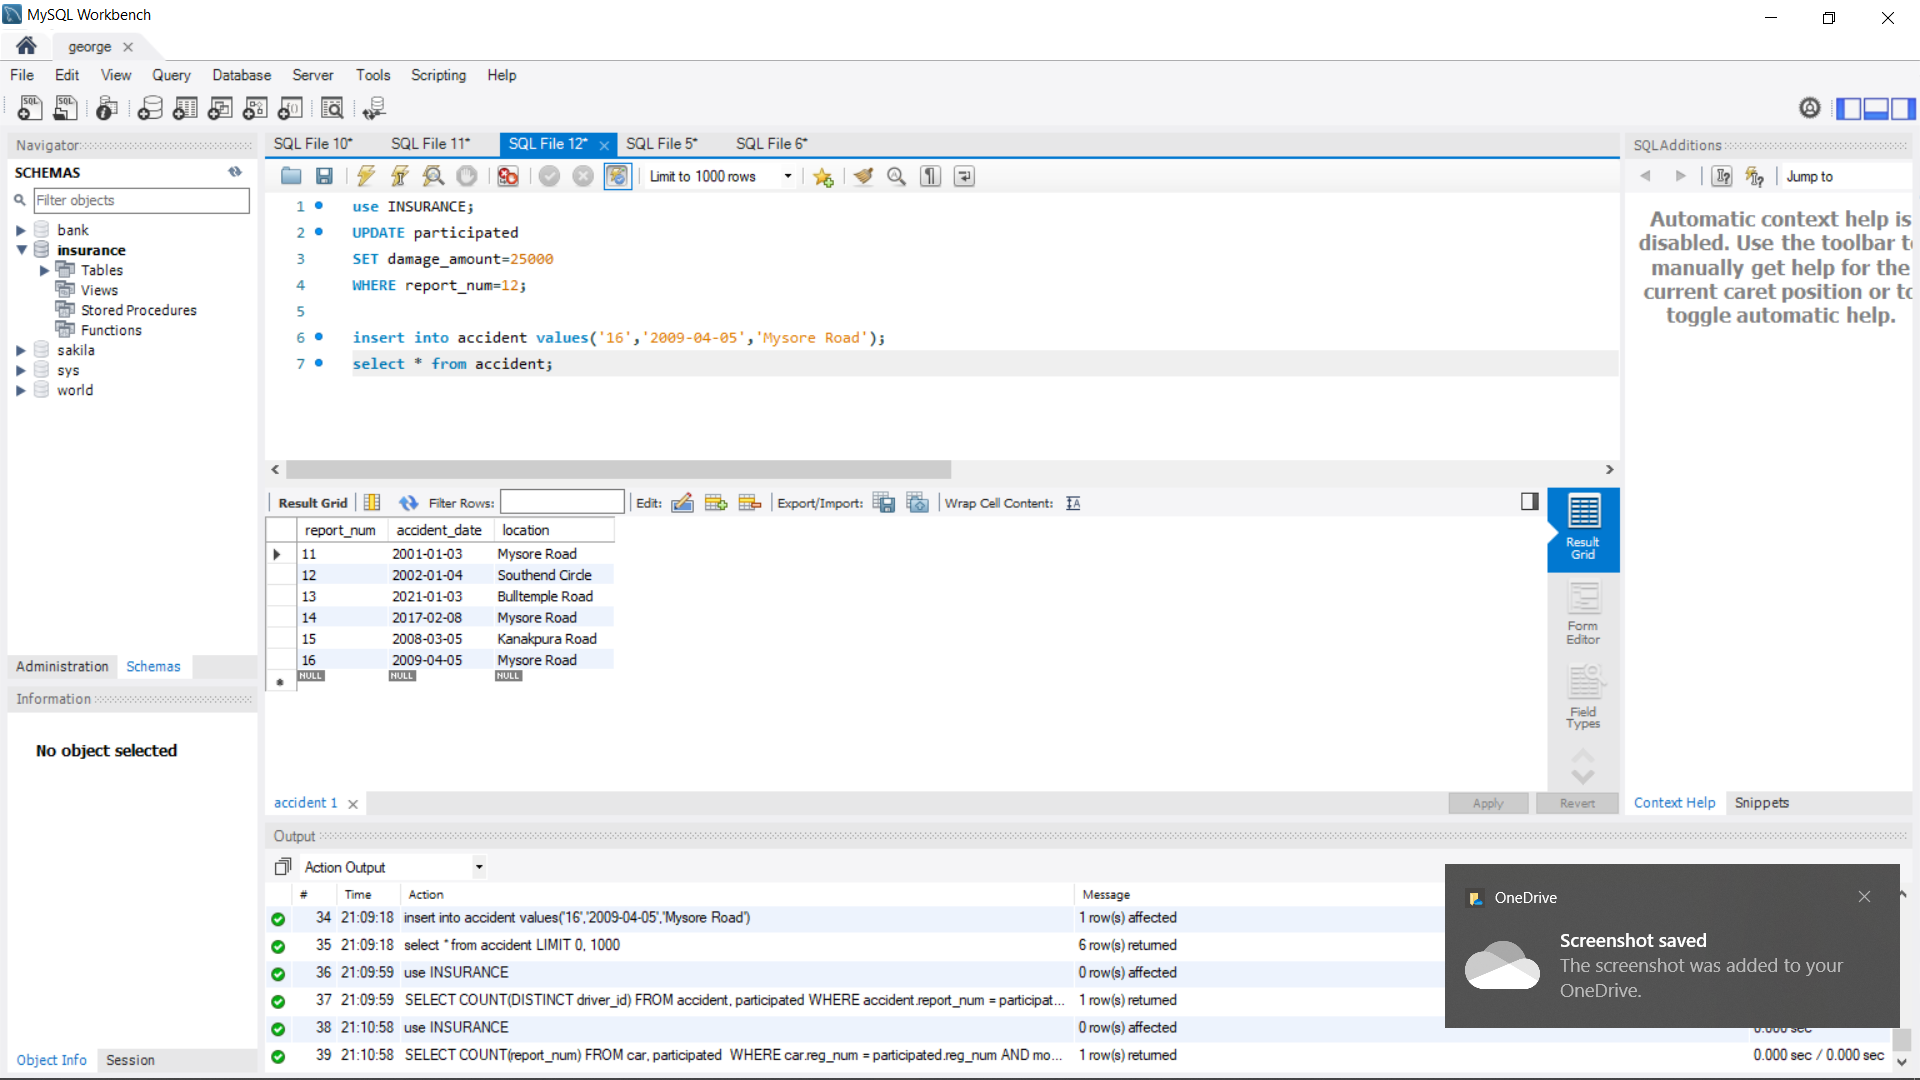 MySQL Workbench
george
File Edit View Query Database Server Tools Scripting Help
Navigator
SCHEMAS
Filter objects
bank
insurance
Tables
Views
Stored Procedures
Functions
sakila
sys
world
Administration Schemas
Information
No object selected
Object Info Session
SQL File 10* SQL File 11* SQL File 12* SQL File 5* SQL File 6*
Limit to 1000 rows
1 use INSURANCE;
2 UPDATE participated
3 SET damage_amount=25000
4 WHERE report_num=12;
5
6 insert into accident values('16','2009-04-05','Mysore Road');
7 select * from accident;
Result Grid Filter Rows: Edit: Export/Import: Wrap Cell Content:
report_num accident_date location
11 2001-01-03 Mysore Road
12 2002-01-04 Southend Circle
13 2021-01-03 Bulltemple Road
14 2017-02-08 Mysore Road
15 2008-03-05 Kanakpura Road
16 2009-04-05 Mysore Road
NULL NULL NULL
Result
Grid
Form
Editor
Field
Types
accident 1
Apply Revert
SQLAdditions
Jump to
Automatic context help is
disabled. Use the toolbar
manually get help for the
current caret position or
toggle automatic help.
Context Help Snippets
Output
Action Output
# Time Action Message
34 21:09:18 insert into accident values('16','2009-04-05','Mysore Road') 1 row(s) affected
35 21:09:18 select * from accident LIMIT 0, 1000 6 row(s) returned
36 21:09:59 use INSURANCE 0 row(s) affected
37 21:09:59 SELECT COUNT(DISTINCT driver_id) FROM accident, participated WHERE accident.report_num = participat... 1 row(s) returned
38 21:10:58 use INSURANCE 0 row(s) affected 0.000 sec
39 21:10:58 SELECT COUNT(report_num) FROM car, participated WHERE car.reg_num = participated.reg_num AND mo... 1 row(s) returned 0.000 sec / 0.000 sec
OneDrive
Screenshot saved
The screenshot was added to your
OneDrive.